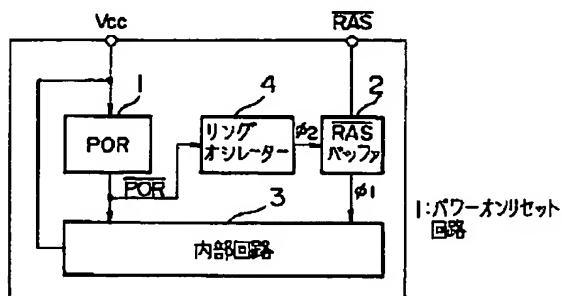 Vcc
RAS
1
4
2
POR
リング
オシレーター
φ2
RAS
バッファ
POR
φ1
3
内部回路
1:パワーオンリセット
回路